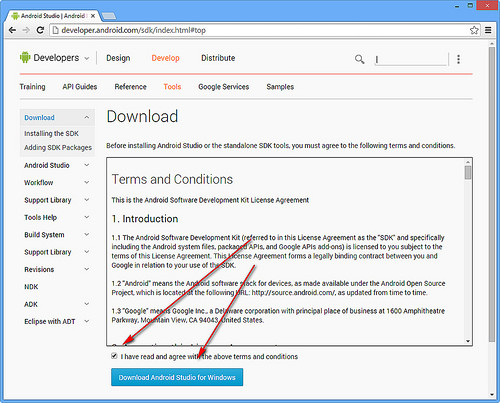 Android Studio | Android
developer.android.com/sdk/index.html#top
Developers
Design
Develop
Distribute
Training
API Guides
Reference
Tools
Google Services
Samples
Download
Installing the SDK
Adding SDK Packages
Android Studio
Workflow
Support Library
Tools Help
Build System
Support Library
Revisions
NDK
ADK
Eclipse with ADT
Download
Before installing Android Studio or the standalone SDK tools, you must agree to the following terms and conditions.
Terms and Conditions
This is the Android Software Development Kit License Agreement
1. Introduction
1.1 The Android Software Development Kit (referred to in this License Agreement as the "SDK" and specifically
including the Android system files, packaged APIs, and Google APIs add-ons) is licensed to you subject to the
terms of this License Agreement. This License Agreement forms a legally binding contract between you and
Google in relation to your use of the SDK.
1.2 "Android" means the Android software stack for devices, as made available under the Android Open Source
Project, which is located at the following URL: http://source.android.com/, as updated from time to time.
1.3 "Google" means Google Inc., a Delaware corporation with principal place of business at 1600 Amphitheatre
Parkway, Mountain View, CA 94043, United States.
I have read and agree with the above terms and conditions
Download Android Studio for Windows